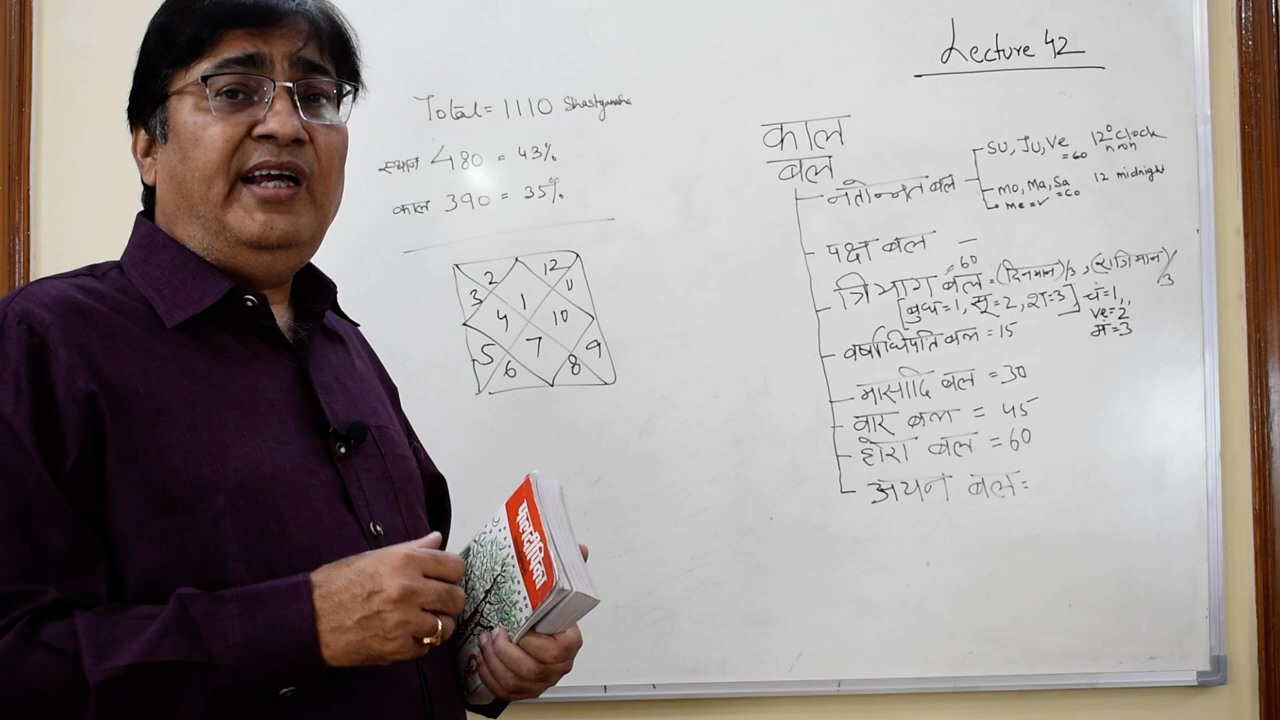 Lecture 42
Total = 1110 Shastyansha
स्थान 480 = 43%
काल 390 = 35%
2 12
3 1 11
4 10
5 7 9
6 8
काल
बल
नतोन्नत बल
SU, JU, Ve = 60 12 o'clock noon
Mo, Ma, Sa = 60 12 midnight
Me = ✓
पक्ष बल = 60
त्रिभाग बल = (दिनमान)/3, (रात्रिमान)/3
[बुध=1, सू=2, श=3] चं=1,
ve=2
मं=3
वर्षाधिपति बल = 15
मासादि बल = 30
वार बल = 45
होरा बल = 60
अयन बल =
फलदीपिका